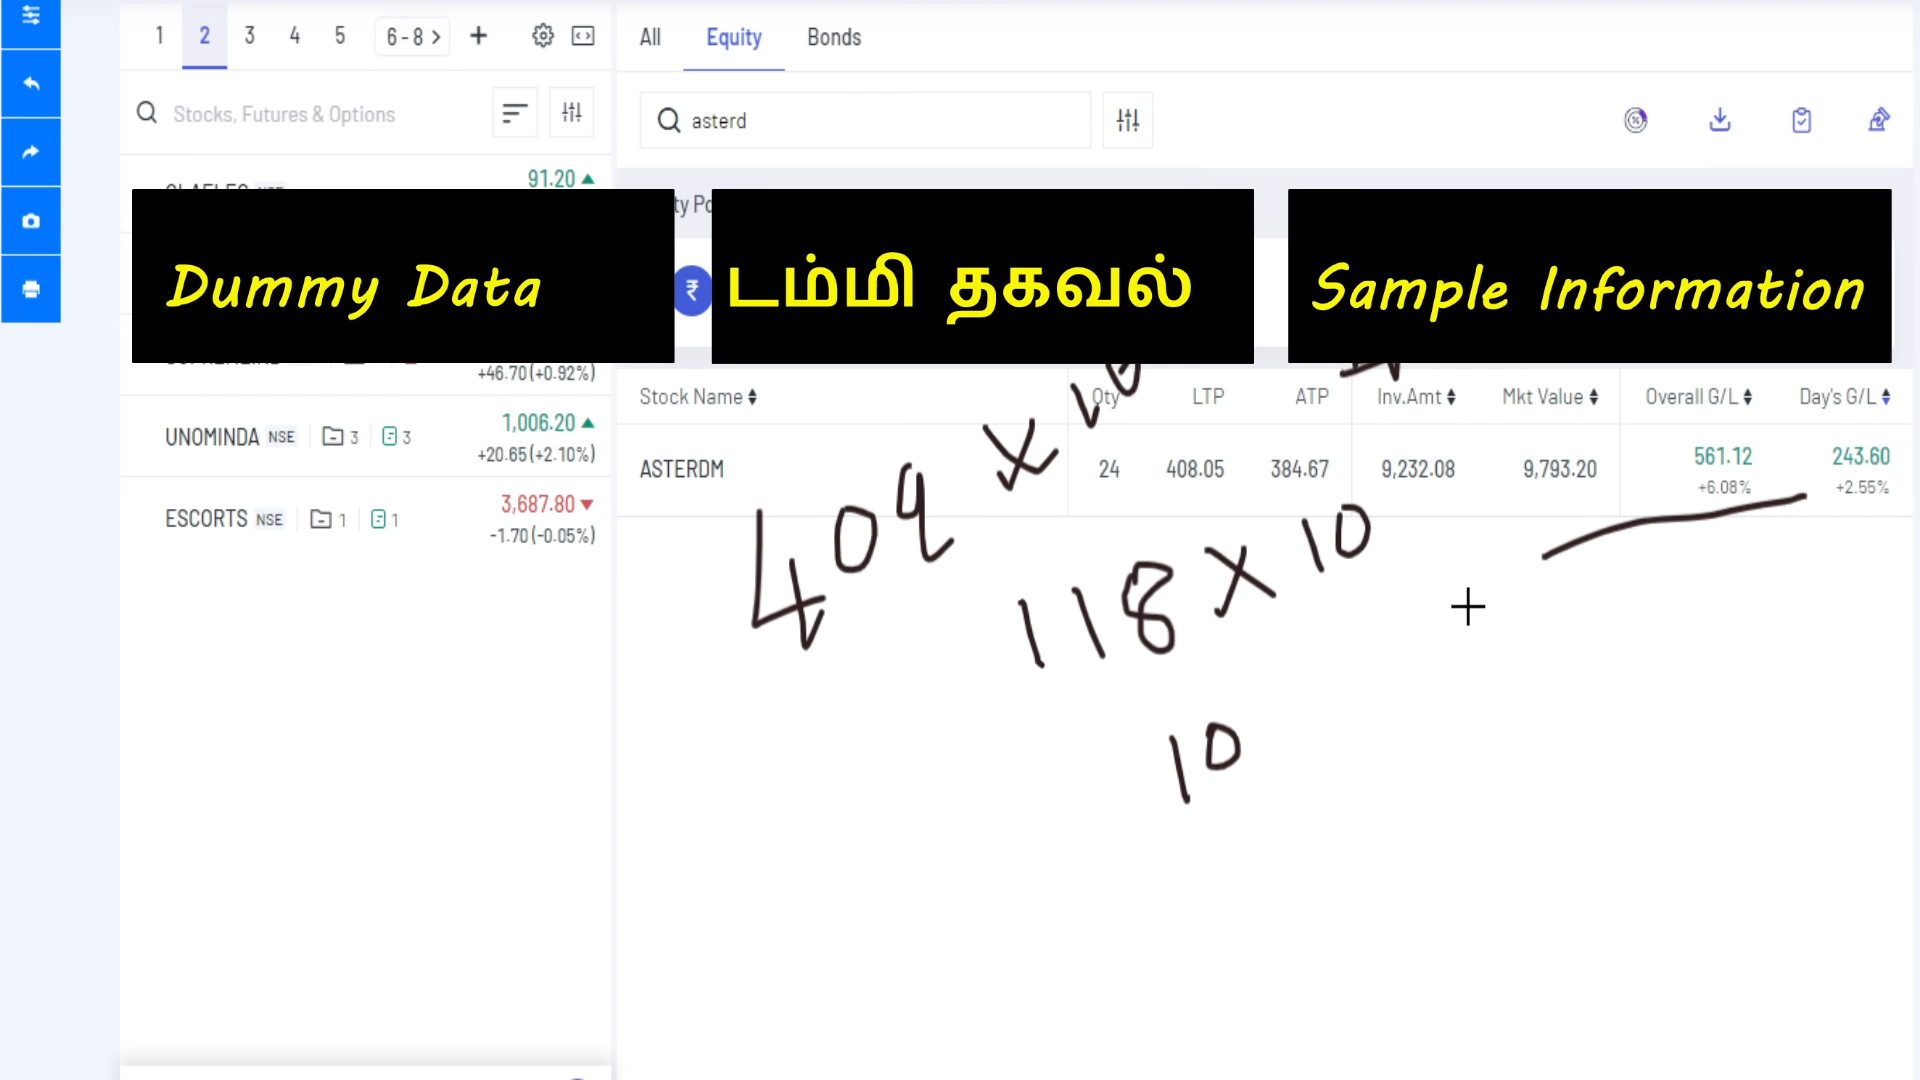 1 2 3 4 5 6 - 8 > +
All Equity Bonds
Stocks, Futures & Options
asterd
91.20
ty Po
Dummy Data
டம்மி தகவல்
Sample Information
+46.70 (+0.92%)
UNOMINDA NSE 3 3
1,006.20
+20.65 (+2.10%)
ESCORTS NSE 1 1
3,687.80
-1.70 (-0.05%)
Stock Name Qty LTP ATP Inv.Amt Mkt Value Overall G/L Day's G/L
ASTERDM 24 408.05 384.67 9,232.08 9,793.20 561.12 243.60
+6.08% +2.55%
409 x 10
118 x 10
10